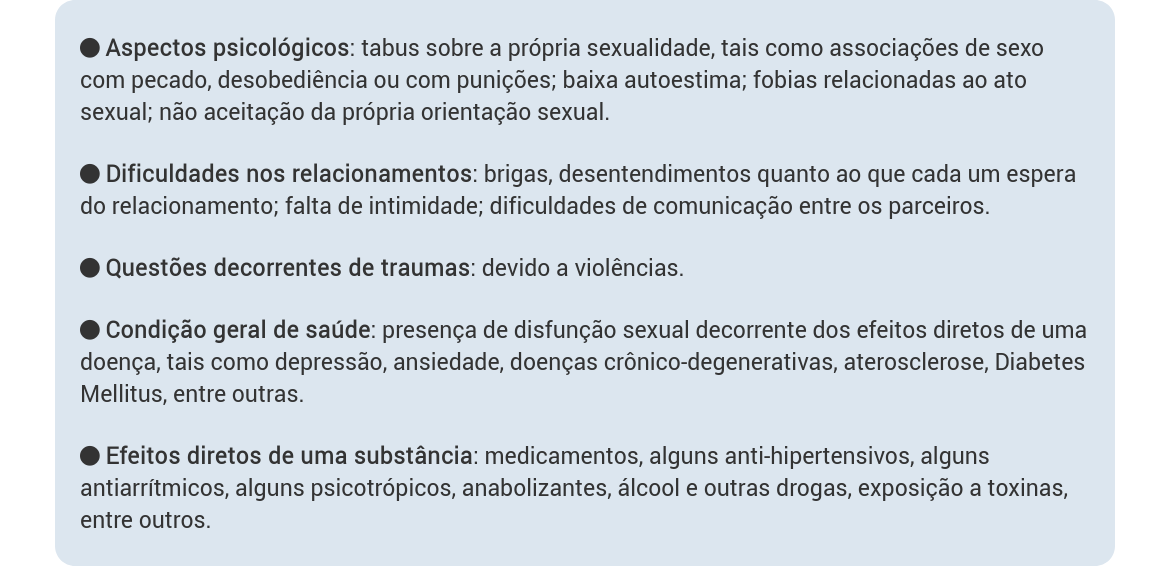 ● Aspectos psicológicos: tabus sobre a própria sexualidade, tais como associações de sexo
com pecado, desobediência ou com punições; baixa autoestima; fobias relacionadas ao ato
sexual; não aceitação da própria orientação sexual.
● Dificuldades nos relacionamentos: brigas, desentendimentos quanto ao que cada um espera
do relacionamento; falta de intimidade; dificuldades de comunicação entre os parceiros.
● Questões decorrentes de traumas: devido a violências.
● Condição geral de saúde: presença de disfunção sexual decorrente dos efeitos diretos de uma
doença, tais como depressão, ansiedade, doenças crônico-degenerativas, aterosclerose, Diabetes
Mellitus, entre outras.
● Efeitos diretos de uma substância: medicamentos, alguns anti-hipertensivos, alguns
antiarrítmicos, alguns psicotrópicos, anabolizantes, álcool e outras drogas, exposição a toxinas,
entre outros.